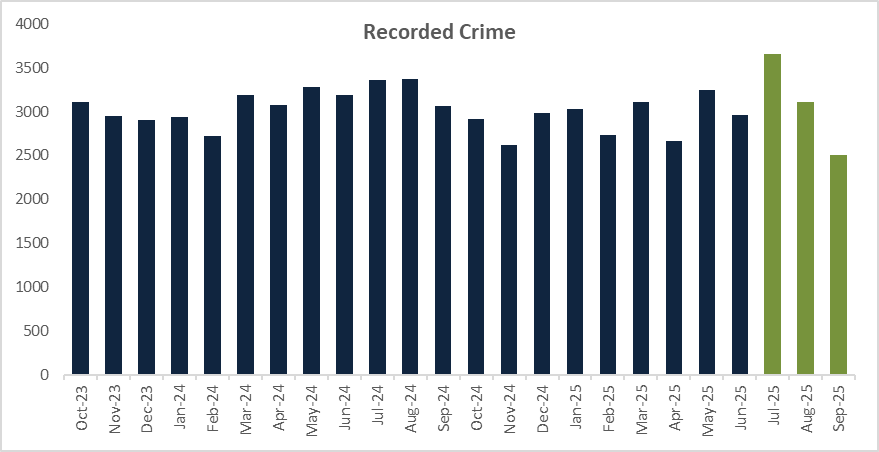 Recorded Crime
4000
3500
3000
2500
2000
1500
1000
500
0
Oct-23
Nov-23
Dec-23
Jan-24
Feb-24
Mar-24
Apr-24
May-24
Jun-24
Jul-24
Aug-24
Sep-24
Oct-24
Nov-24
Dec-24
Jan-25
Feb-25
Mar-25
Apr-25
May-25
Jun-25
Jul-25
Aug-25
Sep-25